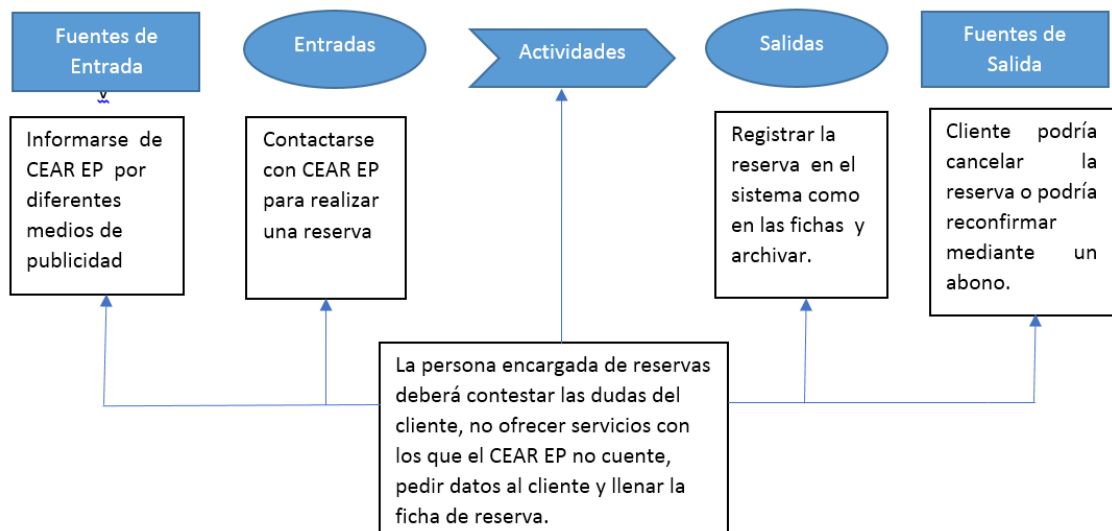 Fuentes de
Entrada
Entradas
Actividades
Salidas
Fuentes de
Salida
v
Informarse de
CEAR EP por
diferentes
medios de
publicidad
Contactarse
con CEAR EP
para realizar
una reserva
Registrar la
reserva en el
sistema como
en las fichas y
archivar.
Cliente podría
cancelar la
reserva o podría
reconfirmar
mediante un
abono.
La persona encargada de reservas
deberá contestar las dudas del
cliente, no ofrecer servicios con
los que el CEAR EP no cuente,
pedir datos al cliente y llenar la
ficha de reserva.